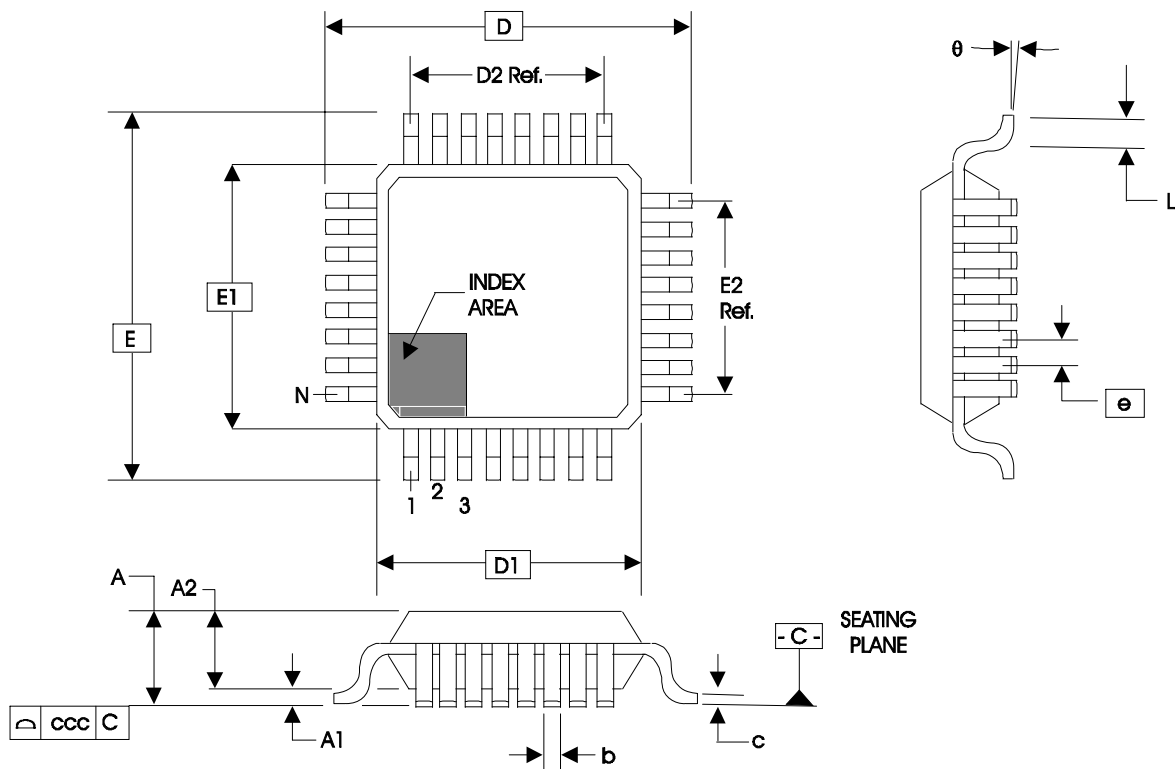 D
D2 Ref.
θ
L
E1
E
INDEX
AREA
E2
Ref.
N
e
1
2
3
D1
A
A2
- C -
SEATING
PLANE
ccc C
A1
b
c